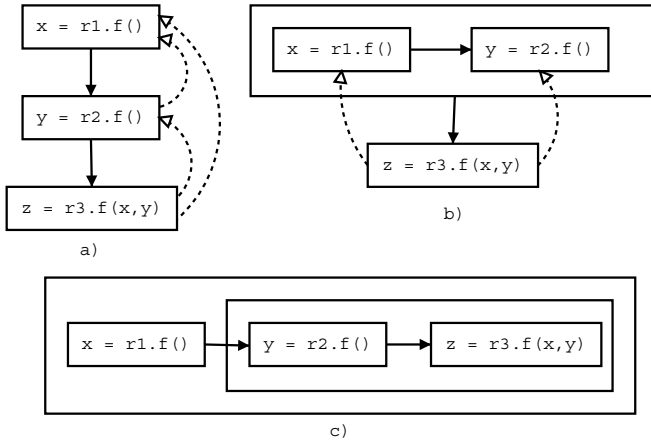 x = r1.f()
y = r2.f()
z = r3.f(x,y)
a)
x = r1.f()
y = r2.f()
z = r3.f(x,y)
b)
x = r1.f()
y = r2.f()
z = r3.f(x,y)
c)